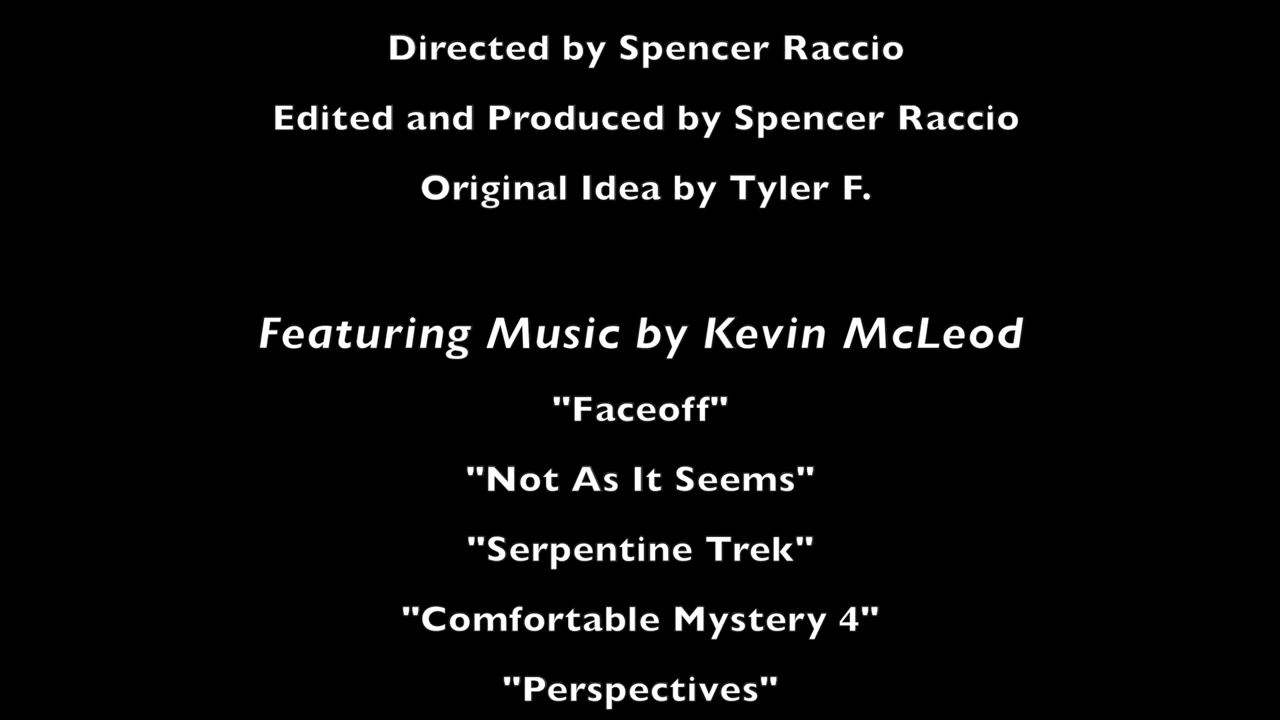 Directed by Spencer Raccio
Edited and Produced by Spencer Raccio
Original Idea by Tyler F.
Featuring Music by Kevin McLeod
"Faceoff"
"Not As It Seems"
"Serpentine Trek"
"Comfortable Mystery 4"
"Perspectives"